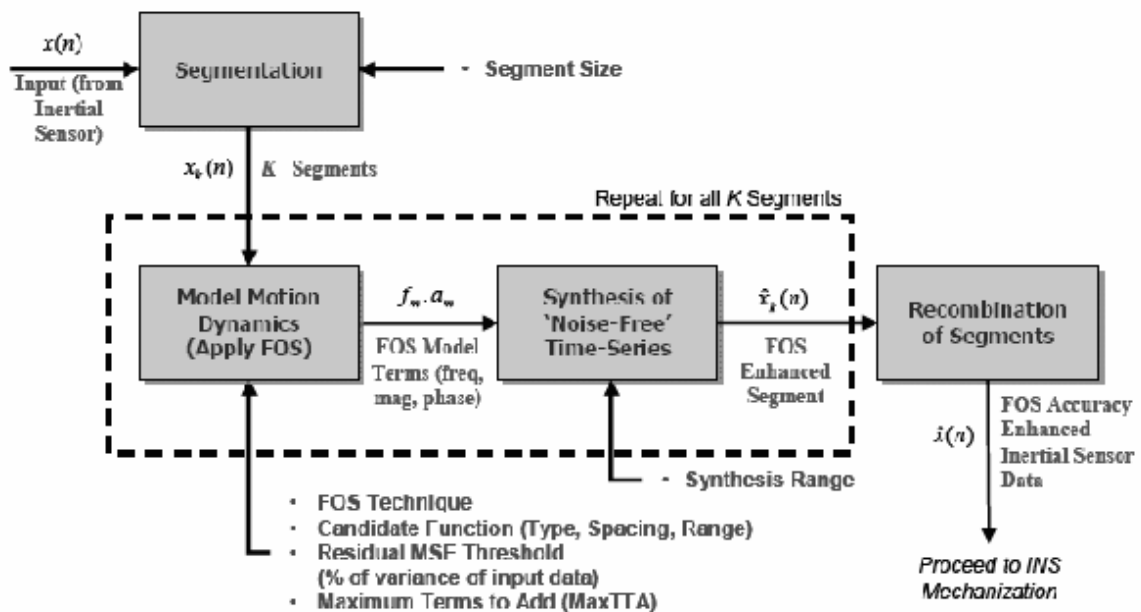 x(n)
Input (from
Inertial
Sensor)
Segmentation
• Segment Size
xₖ(n)
K Segments
Repeat for all K Segments
Model Motion
Dynamics
(Apply FOS)
fₘ, aₘ
FOS Model
Terms (freq,
mag, phase)
Synthesis of
‘Noise-Free’
Time-Series
x̂ₖ(n)
FOS
Enhanced
Segment
Recombination
of Segments
x̂(n)
FOS Accuracy
Enhanced
Inertial Sensor
Data
• Synthesis Range
• FOS Technique
• Candidate Function (Type, Spacing, Range)
• Residual MSE Threshold
(% of variance of input data)
• Maximum Terms to Add (MaxTTA)
Proceed to INS
Mechanization